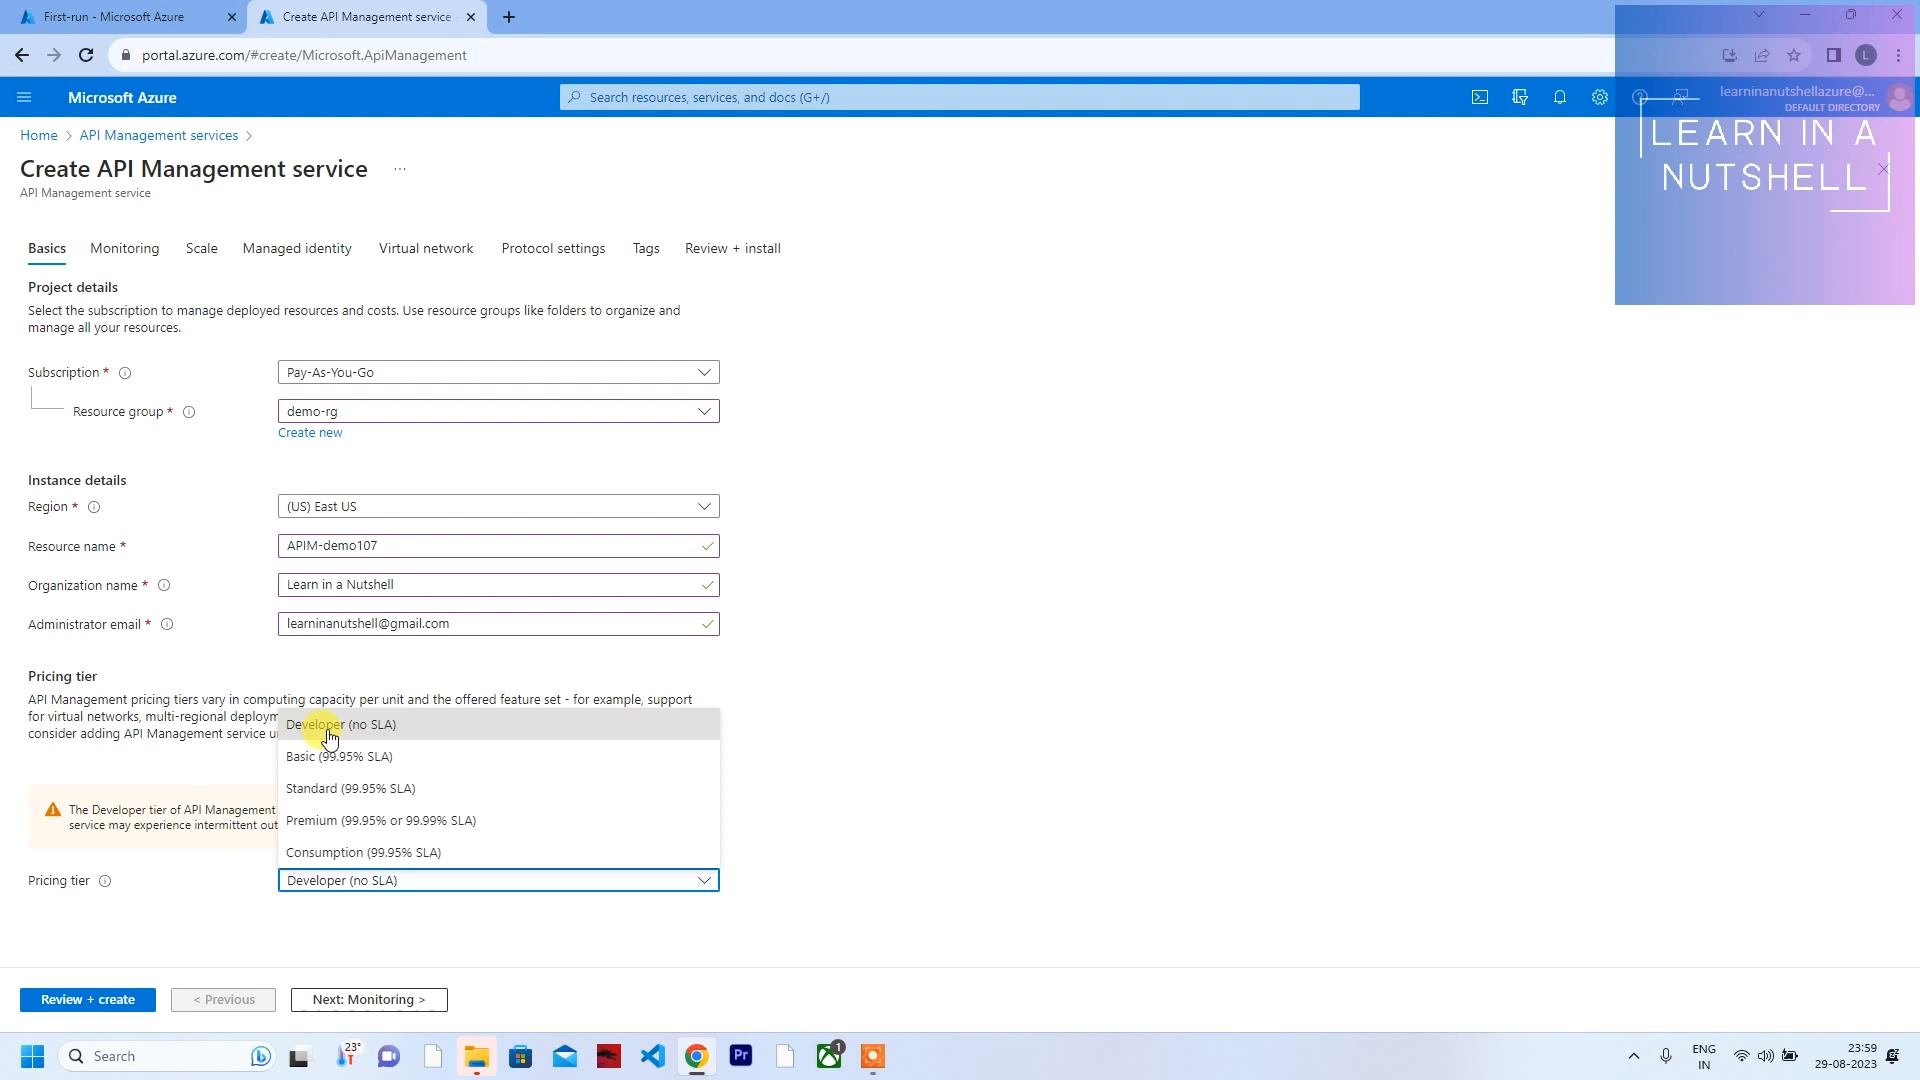 First-run - Microsoft Azure
Create API Management service
portal.azure.com/#create/Microsoft.ApiManagement
L
Microsoft Azure
Search resources, services, and docs (G+/)
learninanutshellazure@...
DEFAULT DIRECTORY
LEARN IN A
NUTSHELL
Home > API Management services >
Create API Management service ...
API Management service
Basics Monitoring Scale Managed identity Virtual network Protocol settings Tags Review + install
Project details
Select the subscription to manage deployed resources and costs. Use resource groups like folders to organize and
manage all your resources.
Subscription * Pay-As-You-Go
Resource group * demo-rg
Create new
Instance details
Region * (US) East US
Resource name * APIM-demo107
Organization name * Learn in a Nutshell
Administrator email * learninanutshell@gmail.com
Pricing tier
API Management pricing tiers vary in computing capacity per unit and the offered feature set - for example, support
for virtual networks, multi-regional deploym
consider adding API Management service u
Developer (no SLA)
Basic (99.95% SLA)
Standard (99.95% SLA)
Premium (99.95% or 99.99% SLA)
Consumption (99.95% SLA)
The Developer tier of API Management
service may experience intermittent out
Pricing tier Developer (no SLA)
Review + create < Previous Next: Monitoring >
Search
23°
Pr
1
ENG
IN
23:59
29-08-2023